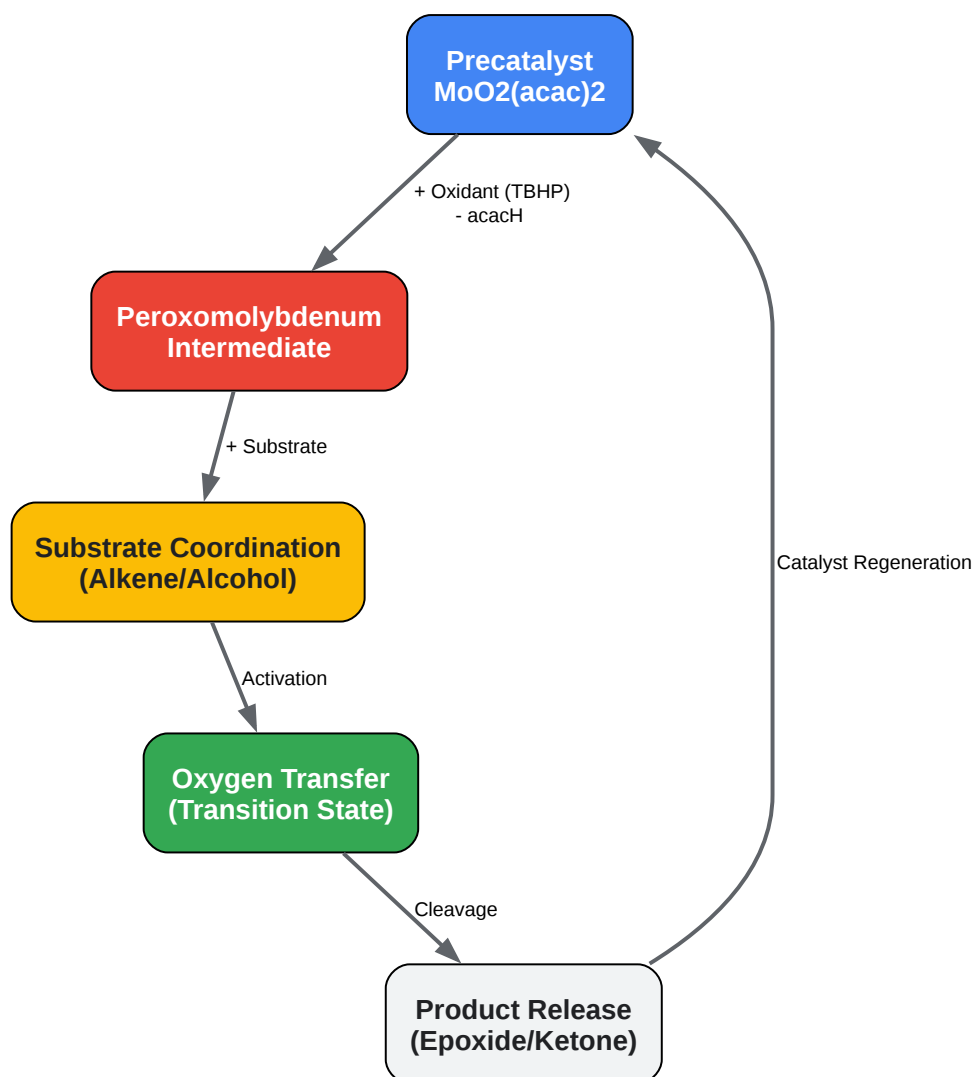 Precatalyst
MoO2(acac)2
+ Oxidant (TBHP)
- acacH
Peroxomolybdenum
Intermediate
+ Substrate
Substrate Coordination
(Alkene/Alcohol)
Catalyst Regeneration
Activation
Oxygen Transfer
(Transition State)
Cleavage
Product Release
(Epoxide/Ketone)